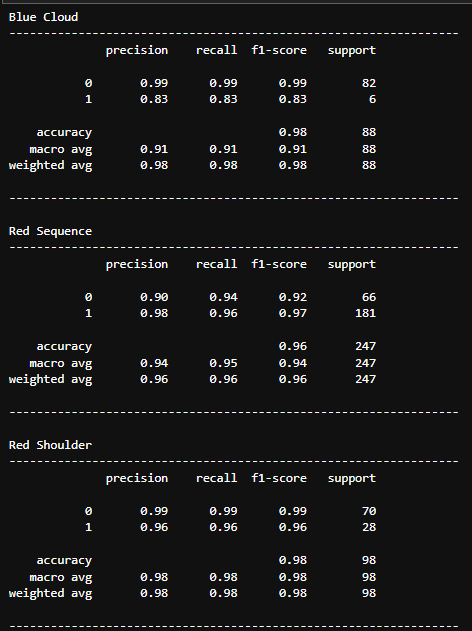 Blue Cloud
-----------------------------------------------------------------
precision recall f1-score support
0 0.99 0.99 0.99 82
1 0.83 0.83 0.83 6
accuracy 0.98 88
macro avg 0.91 0.91 0.91 88
weighted avg 0.98 0.98 0.98 88
-----------------------------------------------------------------
Red Sequence
-----------------------------------------------------------------
precision recall f1-score support
0 0.90 0.94 0.92 66
1 0.98 0.96 0.97 181
accuracy 0.96 247
macro avg 0.94 0.95 0.94 247
weighted avg 0.96 0.96 0.96 247
-----------------------------------------------------------------
Red Shoulder
-----------------------------------------------------------------
precision recall f1-score support
0 0.99 0.99 0.99 70
1 0.96 0.96 0.96 28
accuracy 0.98 98
macro avg 0.98 0.98 0.98 98
weighted avg 0.98 0.98 0.98 98
-----------------------------------------------------------------